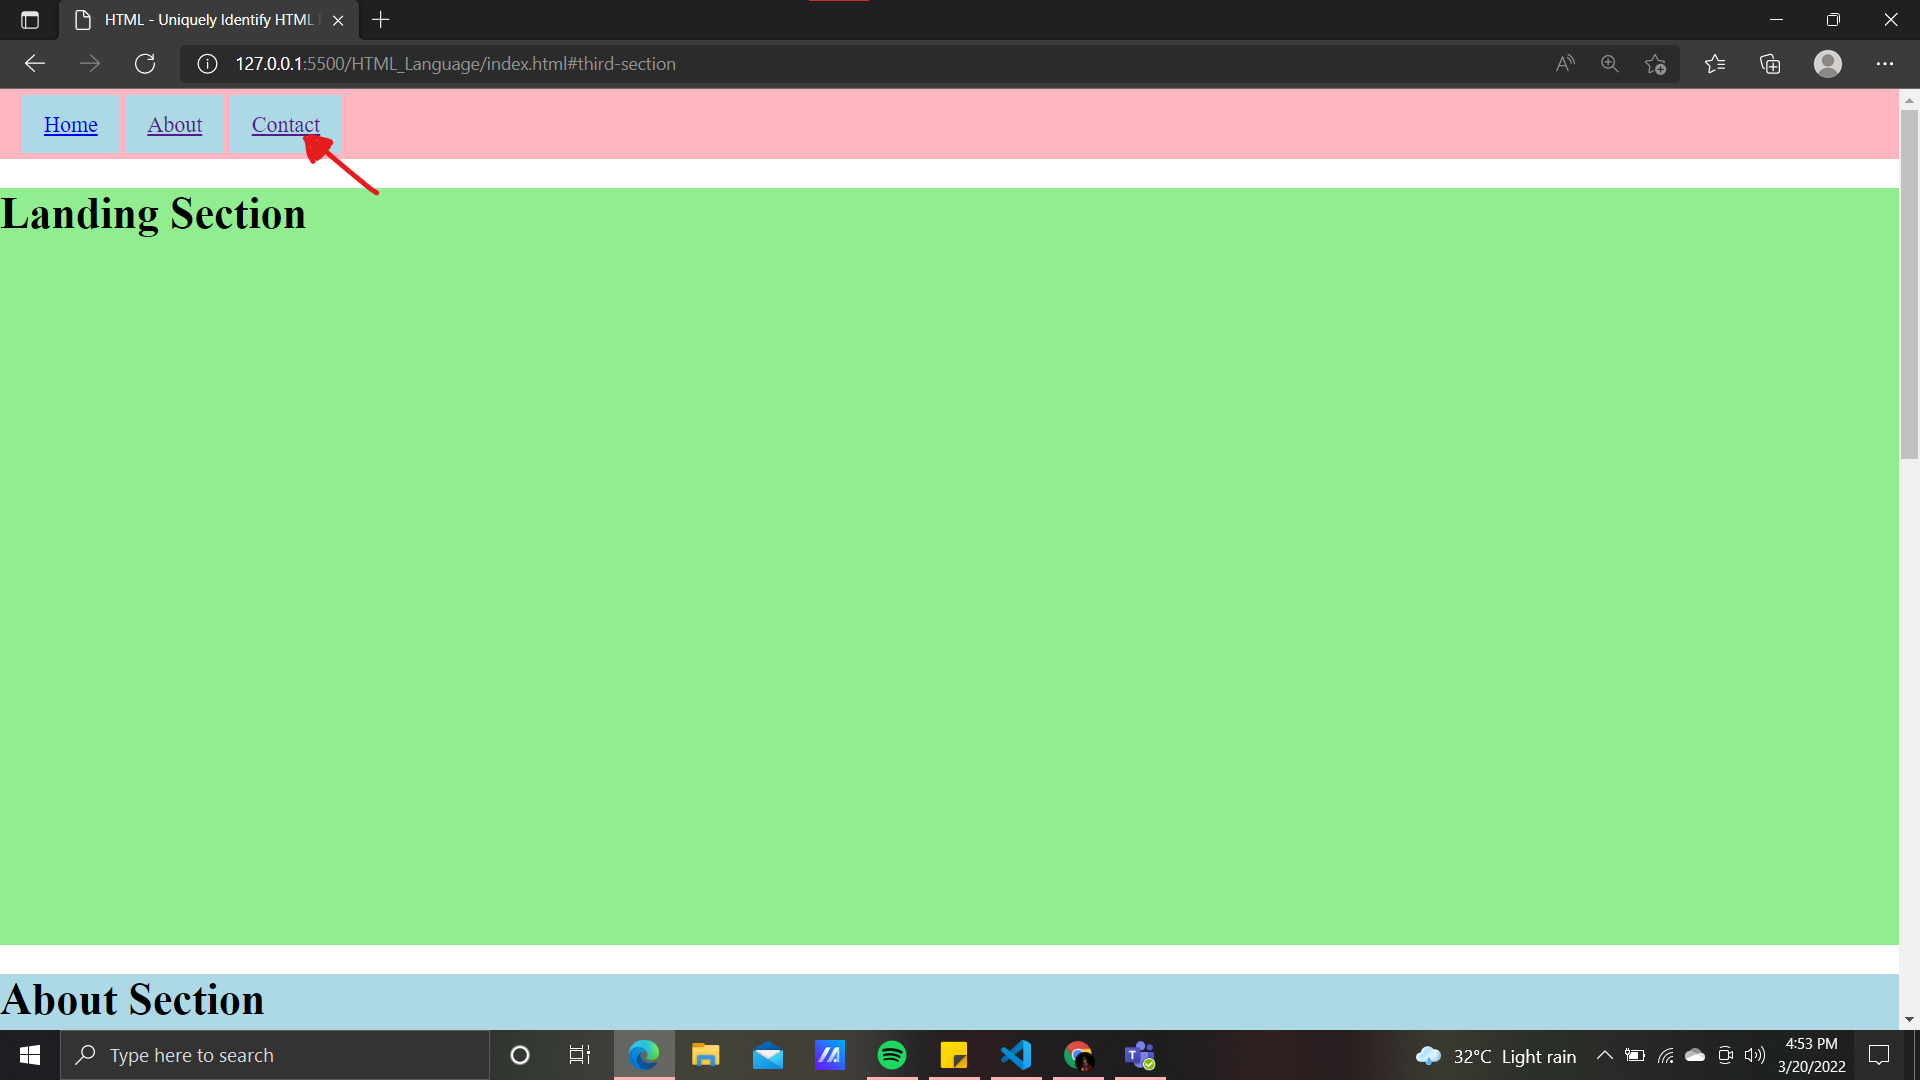 HTML - Uniquely Identify HTML
127.0.0.1:5500/HTML_Language/index.html#third-section
Home About Contact
Landing Section
About Section
Type here to search
32°C Light rain
4:53 PM
3/20/2022